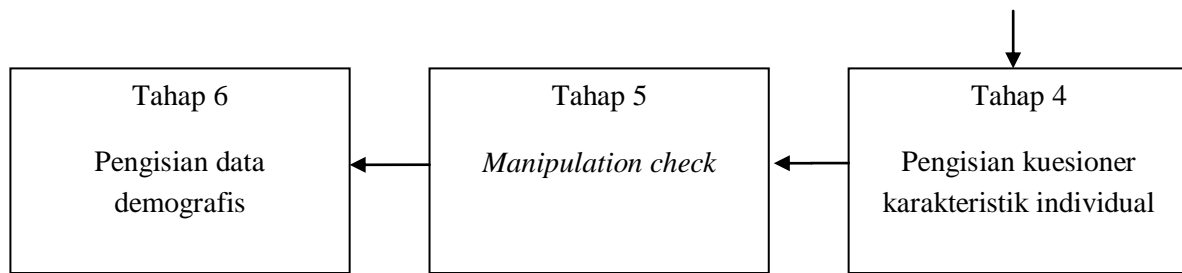 Tahap 6
Pengisian data
demografis
Tahap 5
Manipulation check
Tahap 4
Pengisian kuesioner
karakteristik individual